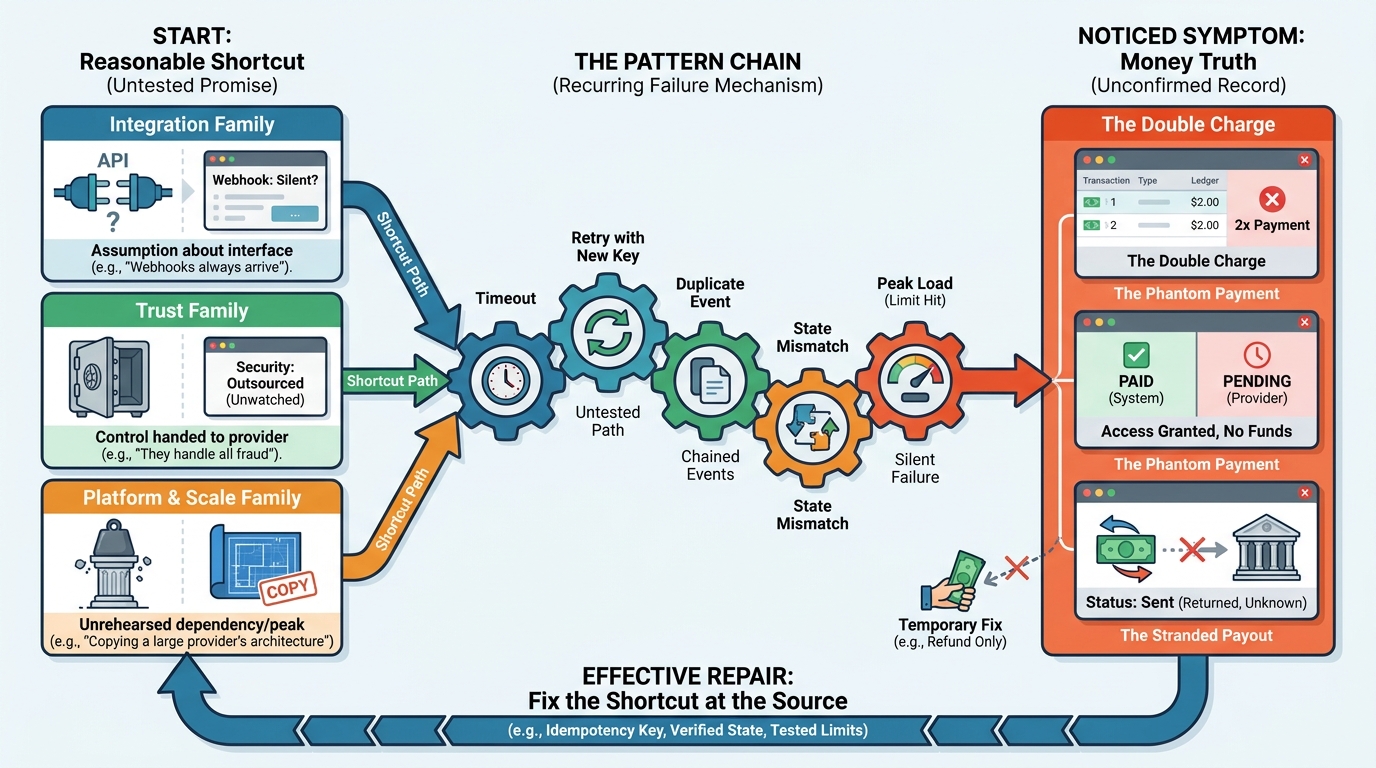 START:
Reasonable Shortcut
(Untested Promise)
Integration Family
API
?
Webhook: Silent?
...
Assumption about interface
(e.g., "Webhooks always arrive").
Trust Family
Security:
Outsourced
(Unwatched)
Control handed to provider
(e.g., "They handle all fraud").
Platform & Scale Family
COPY
Unrehearsed dependency/peak
(e.g., "Copying a large provider's architecture")
Shortcut Path
Shortcut Path
Shortcut Path
THE PATTERN CHAIN
(Recurring Failure Mechanism)
Timeout
Retry with
New Key
Untested
Path
Duplicate
Event
Chained
Events
State
Mismatch
State
Mismatch
Peak Load
(Limit Hit)
Silent
Failure
NOTICED SYMPTOM:
Money Truth
(Unconfirmed Record)
The Double Charge
Transaction Type Ledger
1 $2.00
2 $2.00
2x Payment
The Double Charge
The Phantom Payment
PAID
(System)
PENDING
(Provider)
Access Granted, No Funds
The Phantom Payment
Status: Sent (Returned, Unknown)
The Stranded Payout
Temporary Fix
(e.g., Refund Only)
EFFECTIVE REPAIR:
Fix the Shortcut at the Source
(e.g., Idempotency Key, Verified State, Tested Limits)